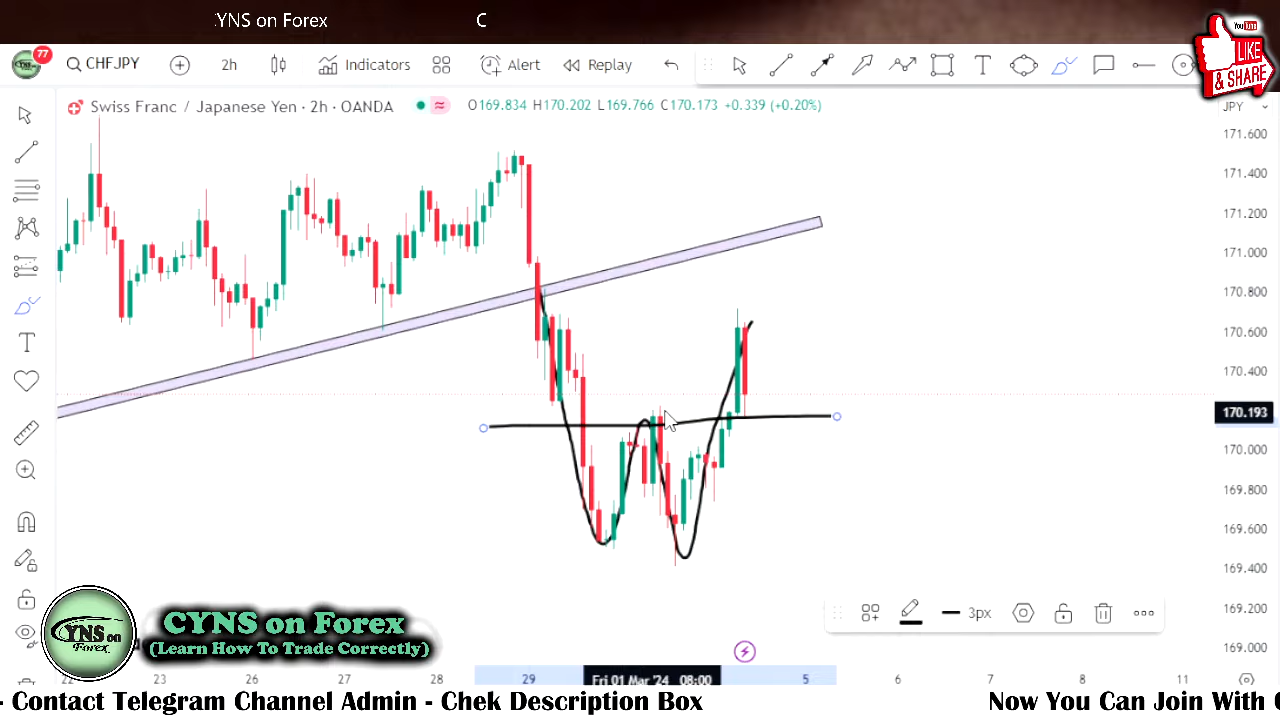 CYNS on Forex C
77
CHFJPY 2h Indicators Alert Replay
YouTube
LIKE
& SHARE
Swiss Franc / Japanese Yen · 2h · OANDA O169.834 H170.202 L169.766 C170.173 +0.339 (+0.20%)
JPY
171.600
171.400
171.200
171.000
170.800
170.600
170.400
170.193
170.000
169.800
169.600
169.400
169.200
169.000
3px
CYNS on Forex
(Learn How To Trade Correctly)
YNS on
Forex
22 23 26 27 28 29 Fri 01 Mar '24 08:00 5 6 7 8 11
- Contact Telegram Channel Admin - Chek Description Box Now You Can Join With C